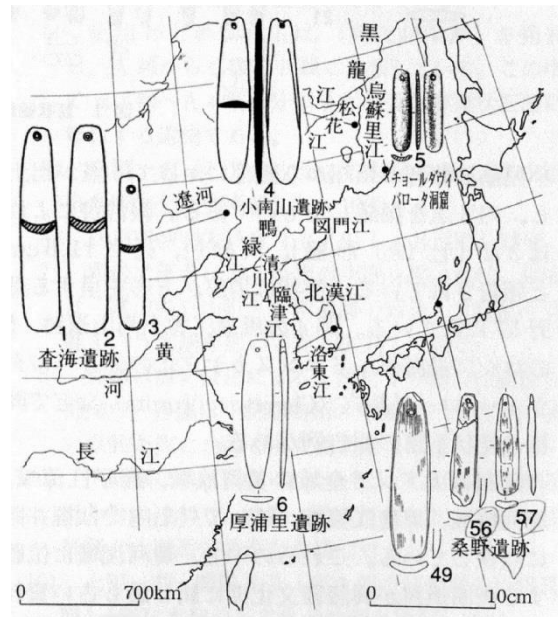 黒
龍
江
烏蘇里
江
松
花
江
4
5
チョールタヴィ
バロータ洞窟
小南山遺跡
遼河
鴨
緑
江
図門江
清
川
江
臨
津
江
北漢江
洛
東
江
1
2
3
査海遺跡
黄
河
長江
6
厚浦里遺跡
49
56
57
桑野遺跡
0 700km
0 10cm